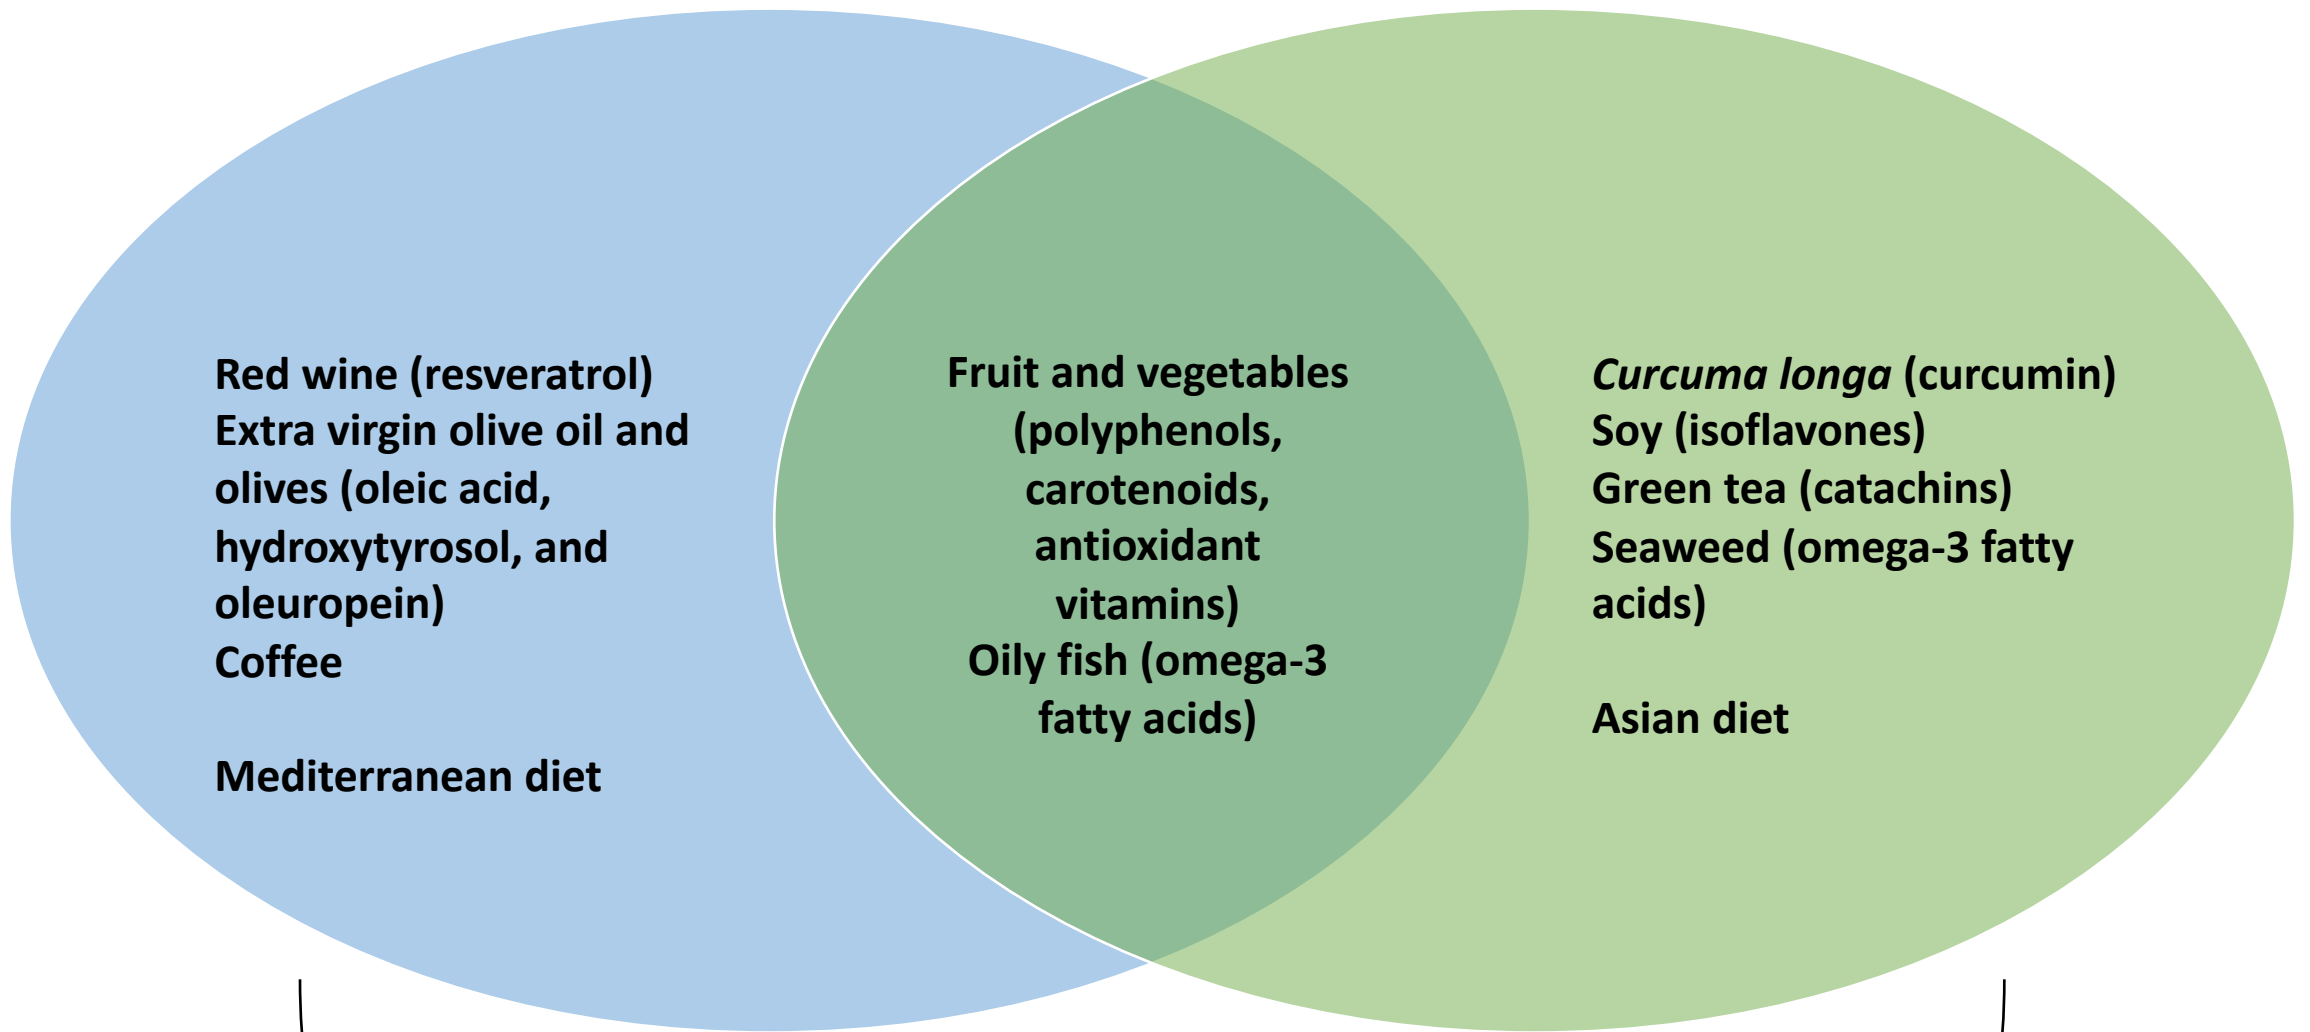 Red wine (resveratrol)
Extra virgin olive oil and
olives (oleic acid,
hydroxytyrosol, and
oleuropein)
Coffee
Mediterranean diet
Fruit and vegetables
(polyphenols,
carotenoids,
antioxidant
vitamins)
Oily fish (omega-3
fatty acids)
Curcuma longa (curcumin)
Soy (isoflavones)
Green tea (catachins)
Seaweed (omega-3 fatty
acids)
Asian diet